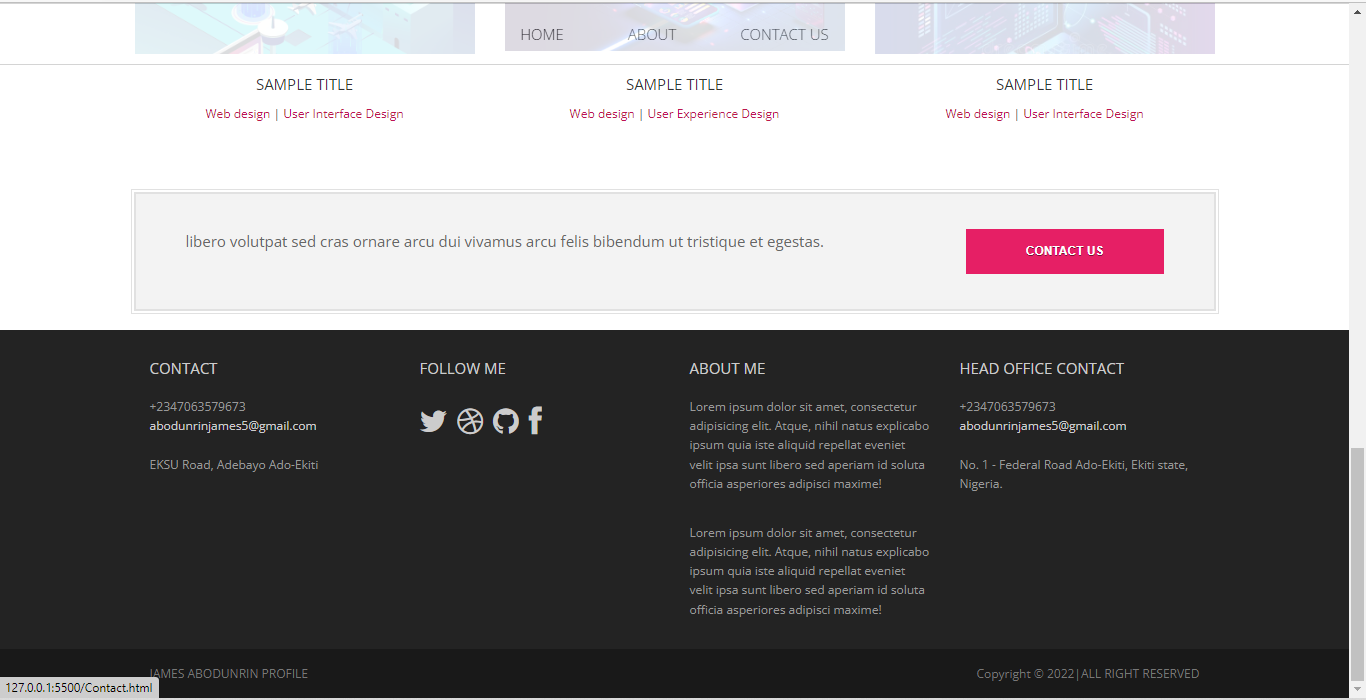 HOME ABOUT CONTACT US
SAMPLE TITLE SAMPLE TITLE SAMPLE TITLE
Web design | User Interface Design Web design | User Experience Design Web design | User Interface Design
libero volutpat sed cras ornare arcu dui vivamus arcu felis bibendum ut tristique et egestas.
CONTACT US
CONTACT
+2347063579673
abodunrinjames5@gmail.com
EKSU Road, Adebayo Ado-Ekiti
FOLLOW ME
ABOUT ME
Lorem ipsum dolor sit amet, consectetur
adipisicing elit. Atque, nihil natus explicabo
ipsum quia iste aliquid repellat eveniet
velit ipsa sunt libero sed aperiam id soluta
officia asperiores adipisci maxime!
Lorem ipsum dolor sit amet, consectetur
adipisicing elit. Atque, nihil natus explicabo
ipsum quia iste aliquid repellat eveniet
velit ipsa sunt libero sed aperiam id soluta
officia asperiores adipisci maxime!
HEAD OFFICE CONTACT
+2347063579673
abodunrinjames5@gmail.com
No. 1 - Federal Road Ado-Ekiti, Ekiti state,
Nigeria.
JAMES ABODUNRIN PROFILE
Copyright © 2022|ALL RIGHT RESERVED
127.0.0.1:5500/Contact.html